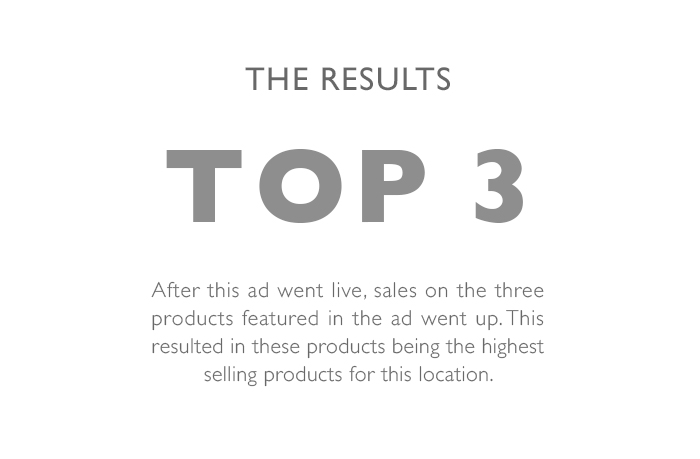 THE RESULTS
TOP 3
After this ad went live, sales on the three
products featured in the ad went up. This
resulted in these products being the highest
selling products for this location.